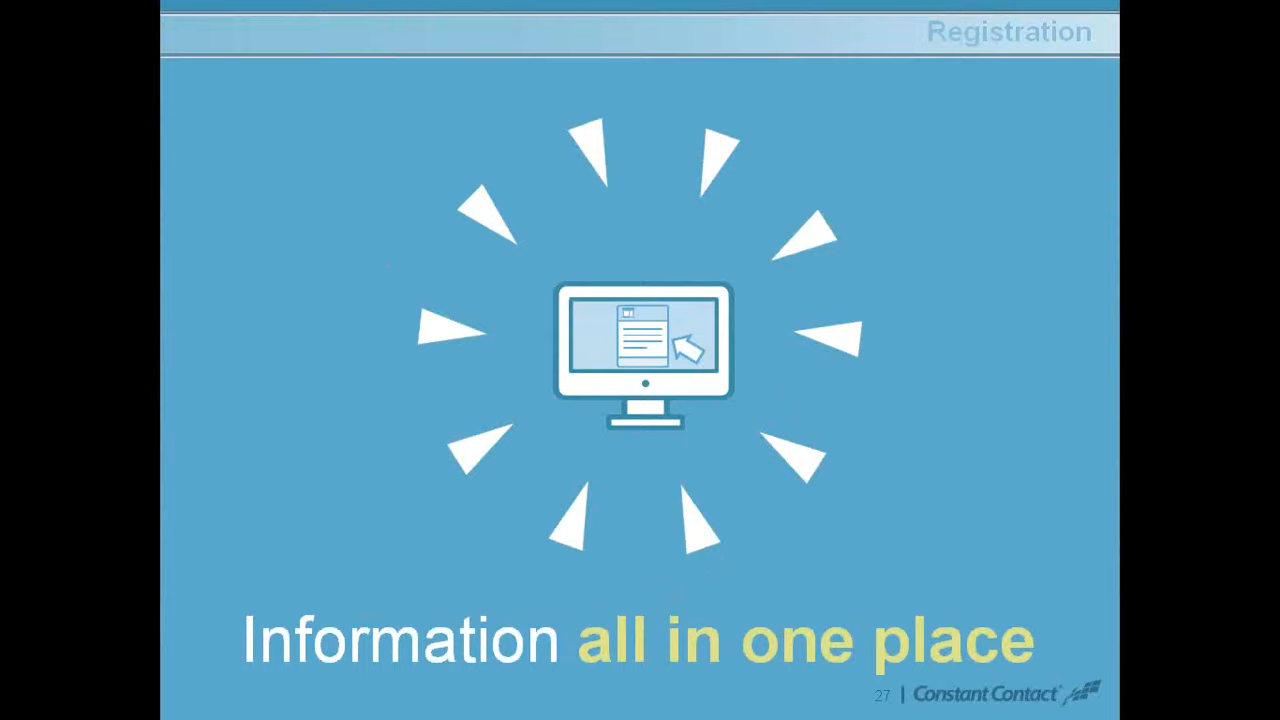 Registration
Information all in one place
27 | Constant Contact